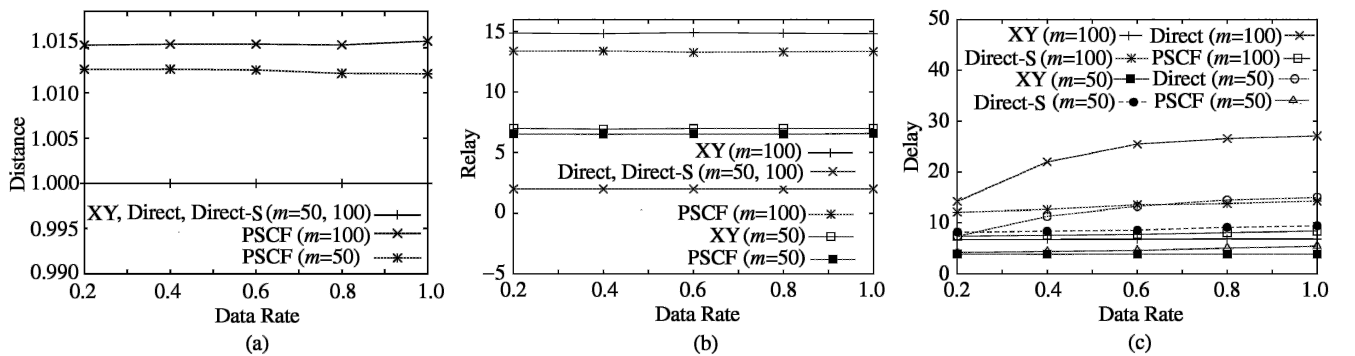 1.015
1.010
1.005
1.000
0.995
0.990
Distance
XY, Direct, Direct-S (m=50, 100)
PSCF (m=100)
PSCF (m=50)
0.2 0.4 0.6 0.8 1.0
Data Rate
(a)
15
10
5
0
−5
Relay
XY (m=100)
Direct, Direct-S (m=50, 100)
PSCF (m=100)
XY (m=50)
PSCF (m=50)
0.2 0.4 0.6 0.8 1.0
Data Rate
(b)
50
40
30
20
10
0
Delay
XY (m=100) Direct (m=100)
Direct-S (m=100) PSCF (m=100)
XY (m=50) Direct (m=50)
Direct-S (m=50) PSCF (m=50)
0.2 0.4 0.6 0.8 1.0
Data Rate
(c)